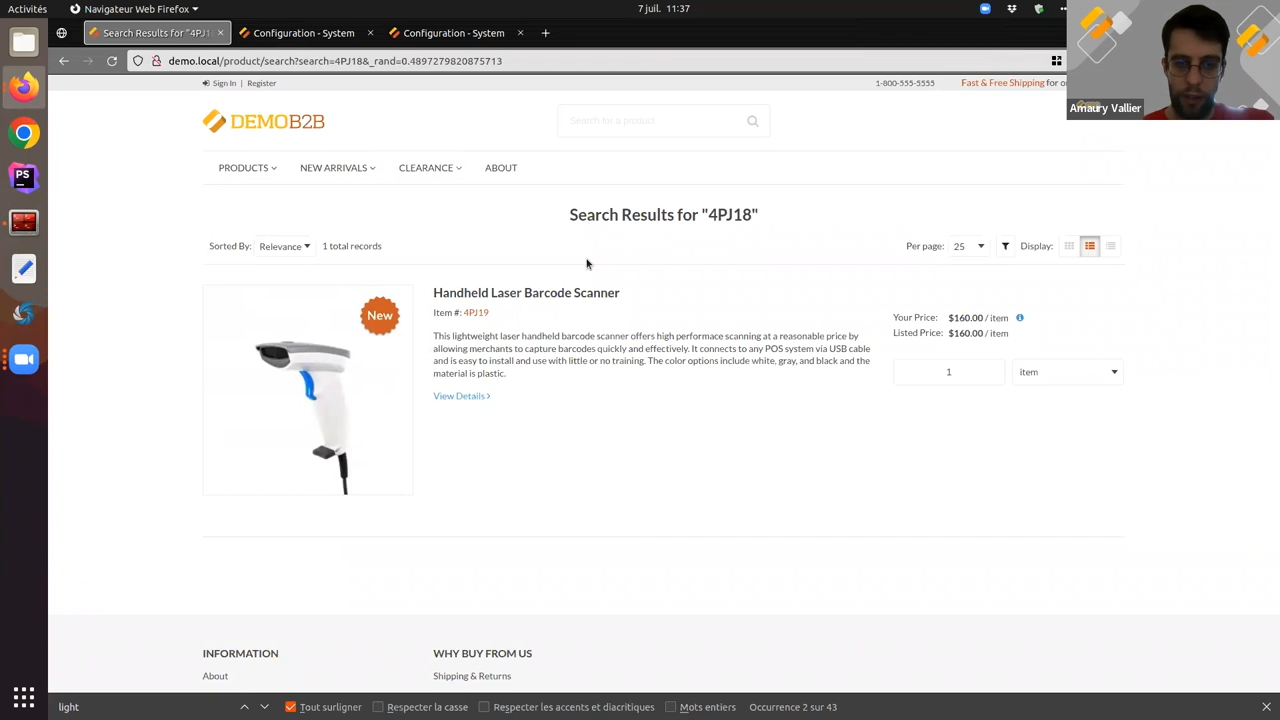 Activités
Navigateur Web Firefox
7 juil. 11:37
Search Results for "4PJ1
Configuration - System
Configuration - System
demo.local/product/search?search=4PJ18&_rand=0.4897279820875713
Sign In | Register
1-800-555-5555
Fast & Free Shipping for o
Amaury Vallier
DEMOB2B
Search for a product
PRODUCTS
NEW ARRIVALS
CLEARANCE
ABOUT
Search Results for "4PJ18"
Sorted By: Relevance
1 total records
Per page: 25
Display:
New
Handheld Laser Barcode Scanner
Item #: 4PJ19
This lightweight laser handheld barcode scanner offers high performace scanning at a reasonable price by
allowing merchants to capture barcodes quickly and effectively. It connects to any POS system via USB cable
and is easy to install and use with little or no training. The color options include white, gray, and black and the
material is plastic.
View Details
Your Price: $160.00 / item
Listed Price: $160.00 / item
1
item
INFORMATION
WHY BUY FROM US
About
Shipping & Returns
PS
light
Tout surligner
Respecter la casse
Respecter les accents et diacritiques
Mots entiers
Occurrence 2 sur 43